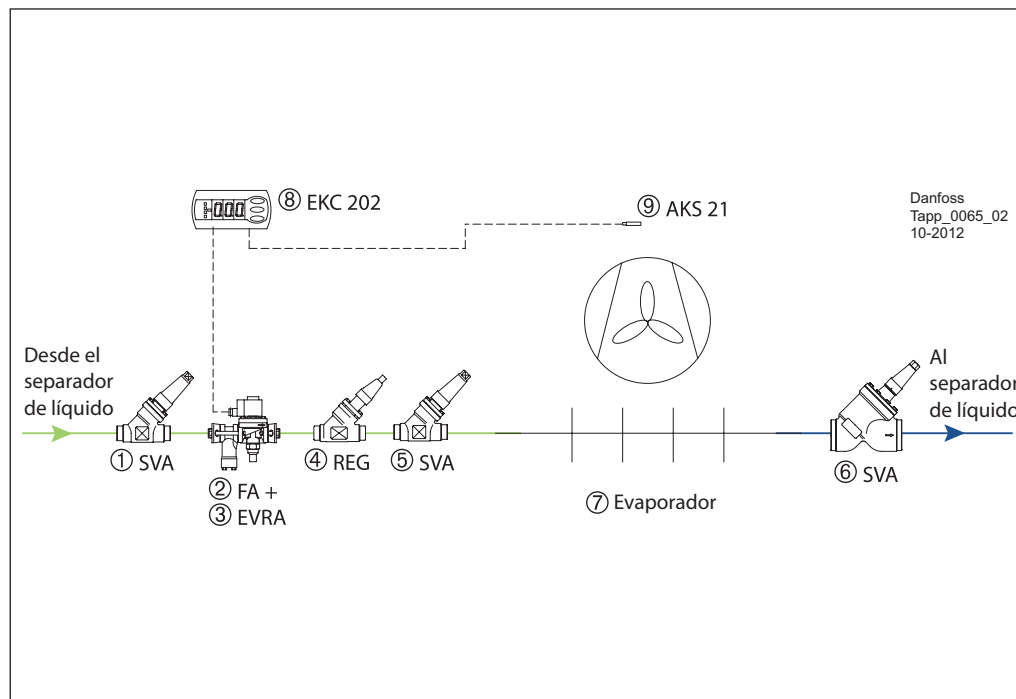 ⑧ EKC 202
⑨ AKS 21
Danfoss
Tapp_0065_02
10-2012
Desde el
separador
de líquido
Al
separador
de líquido
① SVA
② FA +
③ EVRA
④ REG
⑤ SVA
⑥ SVA
⑦ Evaporador